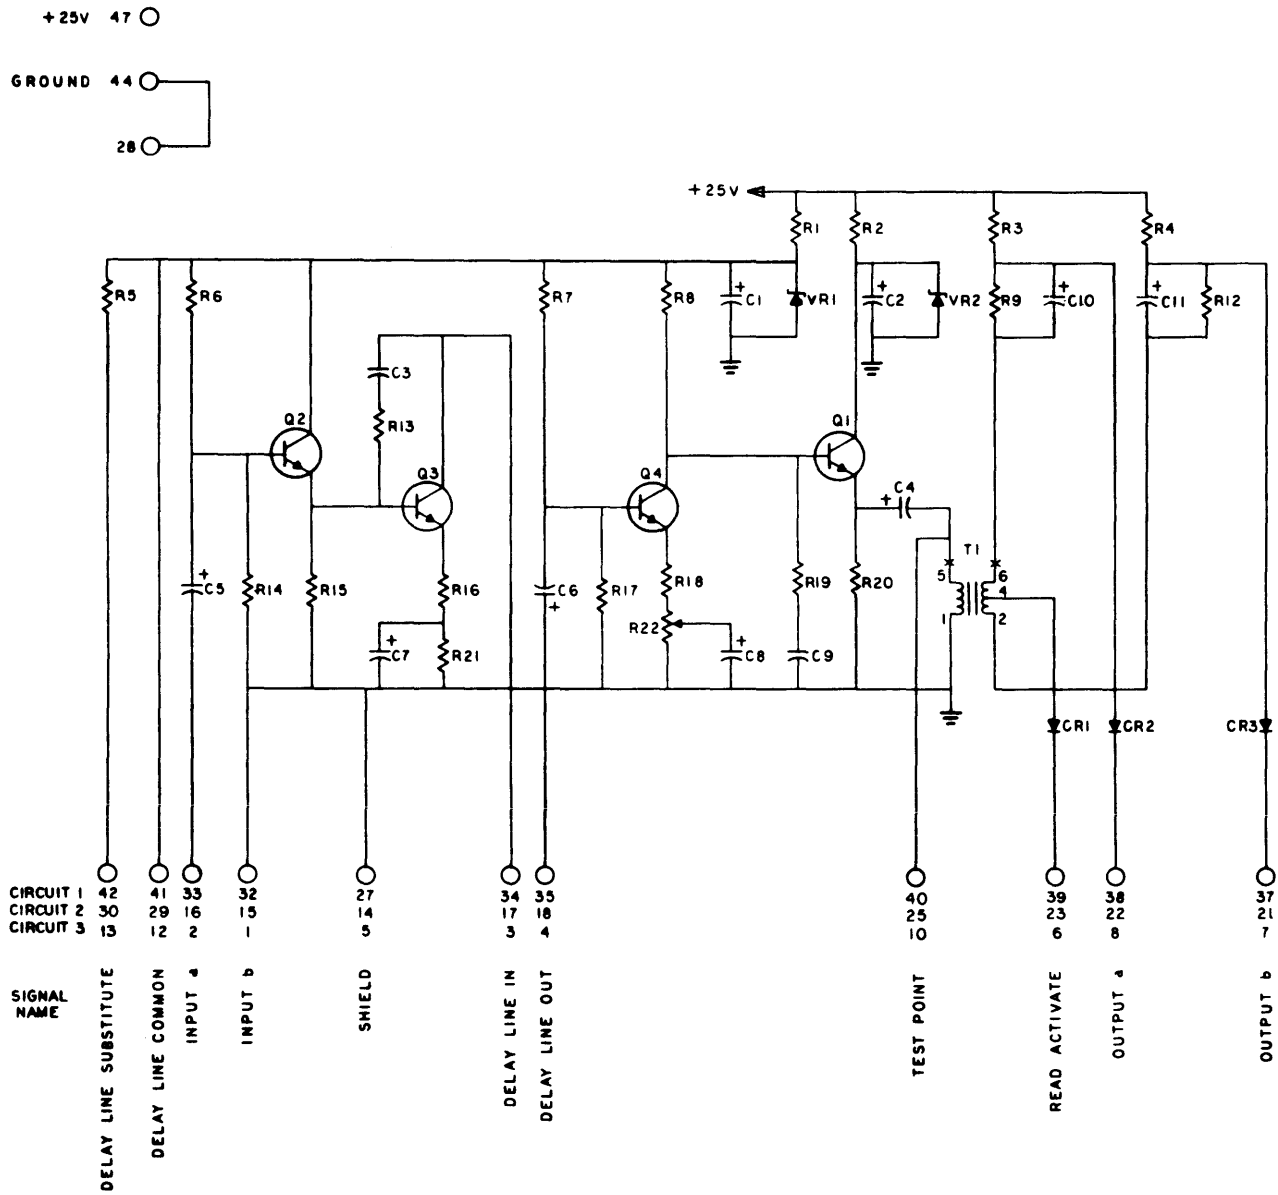 +25V 47
GROUND 44
28
+25V
R1 R2 R3 R4
R5 R6 R7 R8 + C1 VR1 + C2 VR2 R9 + C10 + C11 R12
C3
R13
Q2 Q1
Q3 Q4
+ C4
T1
5 6
4
1 2
+ C5 R14 R15 R16 C6 + R17 R18 R19 R20
R22
+ C7 R21 + C8 C9
CR1 CR2 CR3
CIRCUIT 1 42 41 33 32 27 34 35 40 39 38 37
CIRCUIT 2 30 29 16 15 14 17 18 25 23 22 21
CIRCUIT 3 13 12 2 1 5 3 4 10 6 8 7
SIGNAL
NAME
DELAY LINE SUBSTITUTE
DELAY LINE COMMON
INPUT a
INPUT b
SHIELD
DELAY LINE IN
DELAY LINE OUT
TEST POINT
READ ACTIVATE
OUTPUT a
OUTPUT b